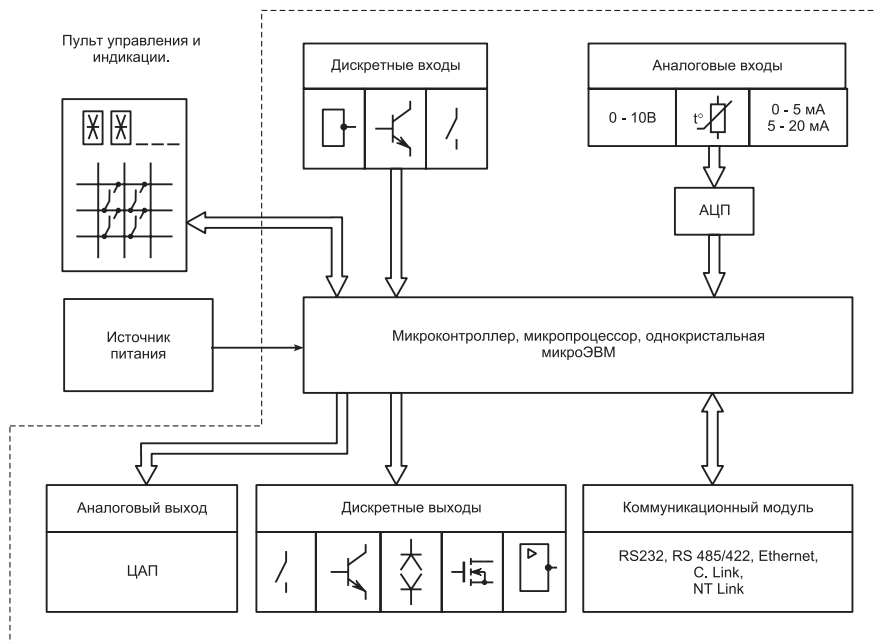 Пульт управления и
индикации.
Дискретные входы
Аналоговые входы
0 - 10В
t°
0 - 5 мА
5 - 20 мА
АЦП
Источник
питания
Микроконтроллер, микропроцессор, однокристальная
микроЭВМ
Аналоговый выход
ЦАП
Дискретные выходы
Коммуникационный модуль
RS232, RS 485/422, Ethernet,
C. Link,
NT Link